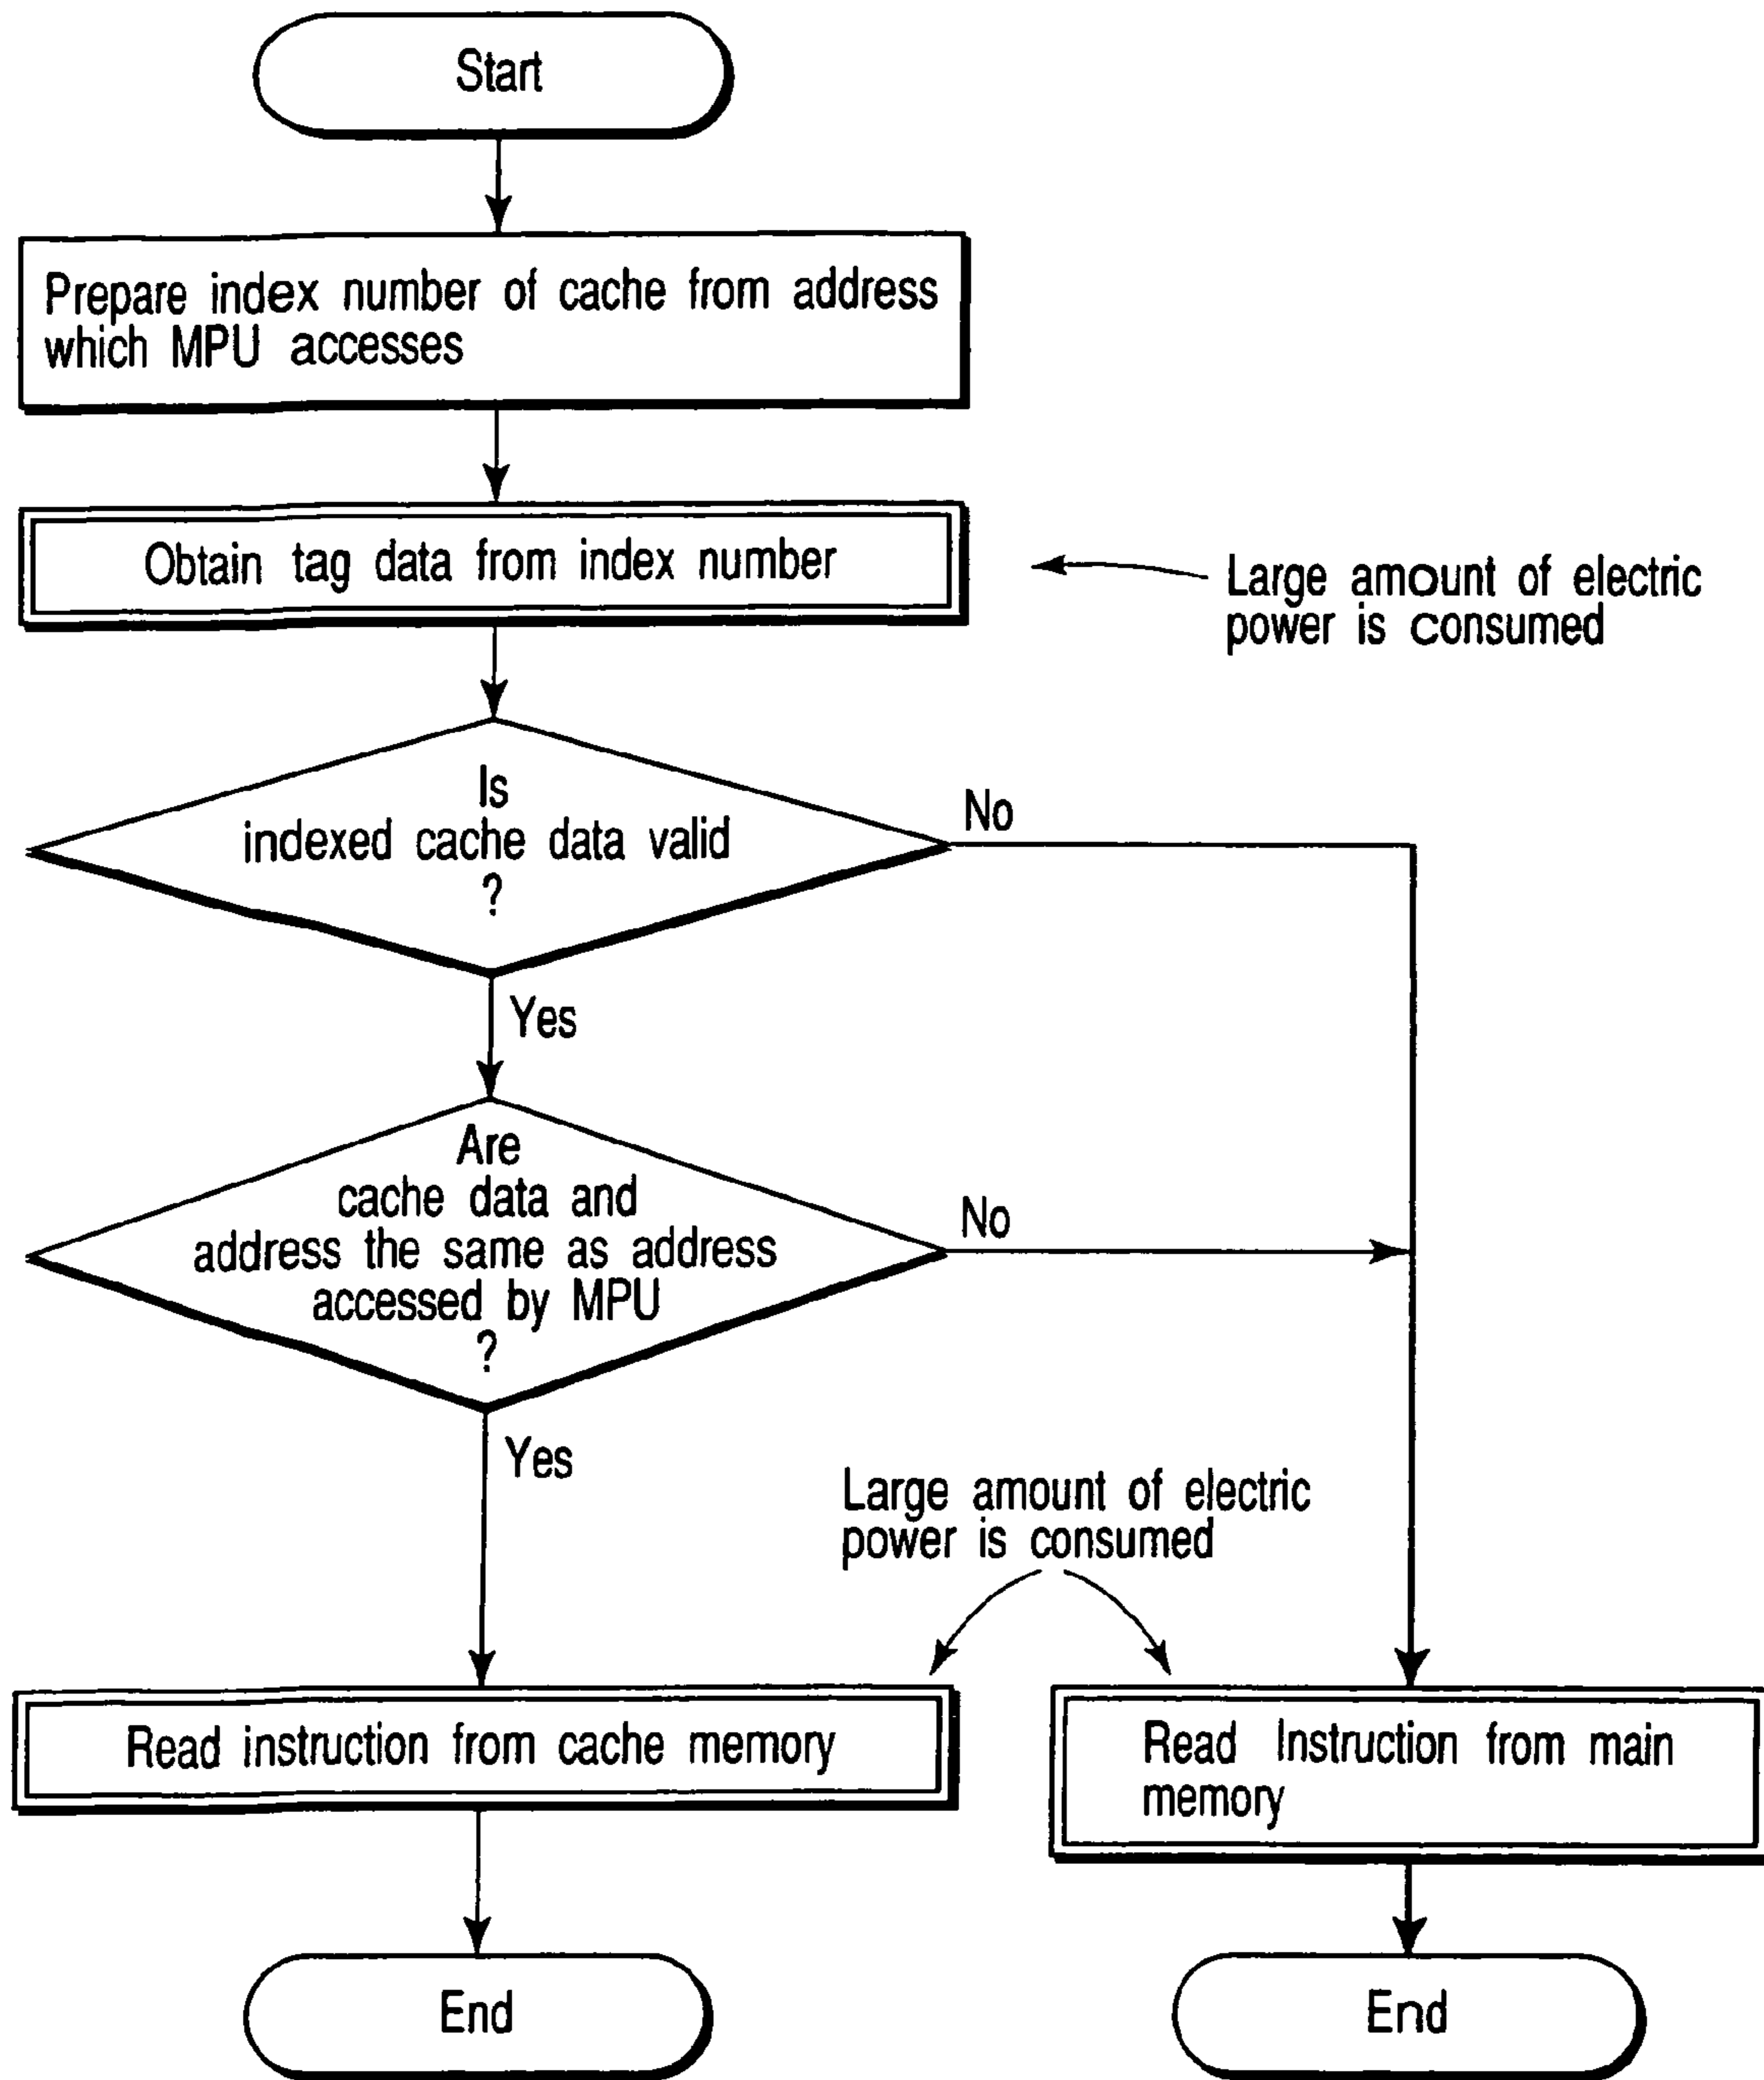 Start
Prepare index number of cache from address
which MPU accesses
Obtain tag data from index number
Large amount of electric
power is consumed
Is
indexed cache data valid
?
No
Yes
Are
cache data and
address the same as address
accessed by MPU
?
No
Yes
Large amount of electric
power is consumed
Read instruction from cache memory
Read Instruction from main
memory
End
End